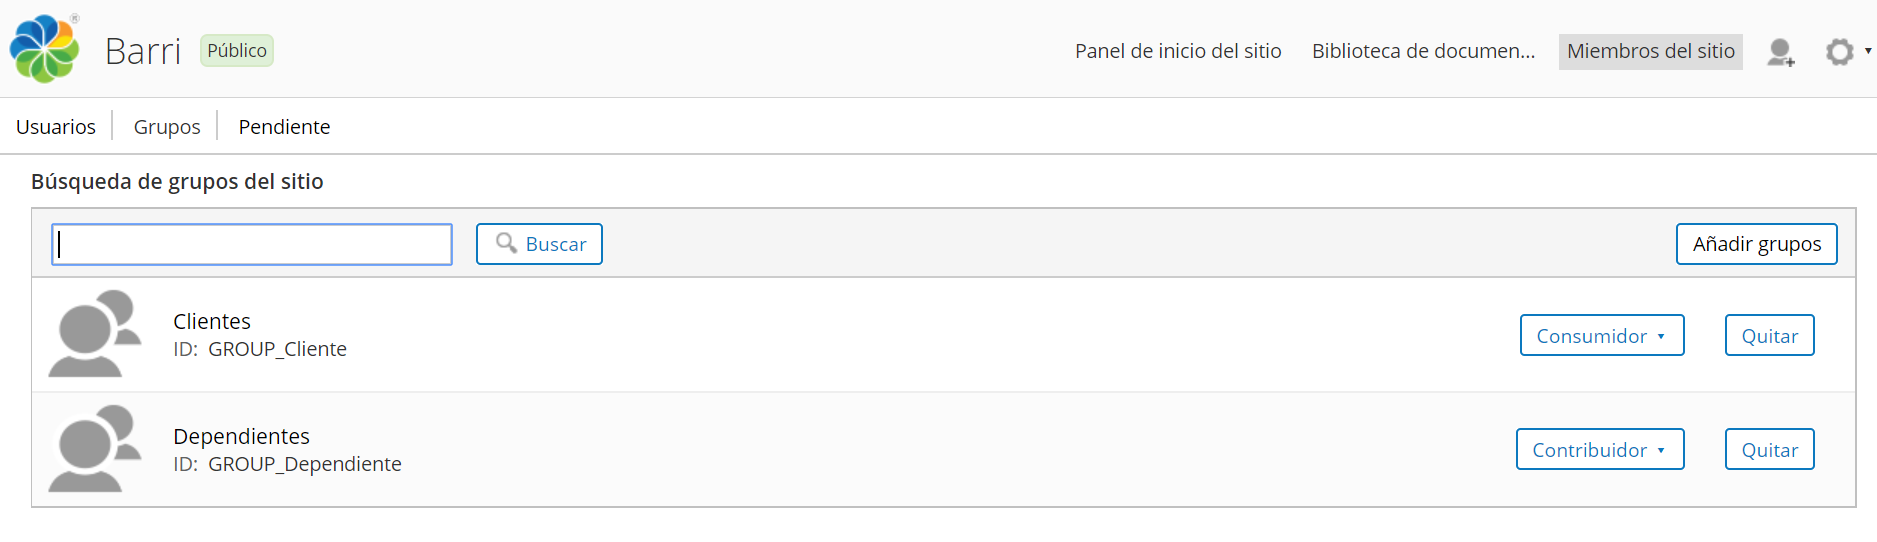 Barri Público Panel de inicio del sitio Biblioteca de documen... Miembros del sitio
Usuarios Grupos Pendiente
Búsqueda de grupos del sitio
Buscar Añadir grupos
Clientes
ID: GROUP_Cliente
Consumidor Quitar
Dependientes
ID: GROUP_Dependiente
Contribuidor Quitar